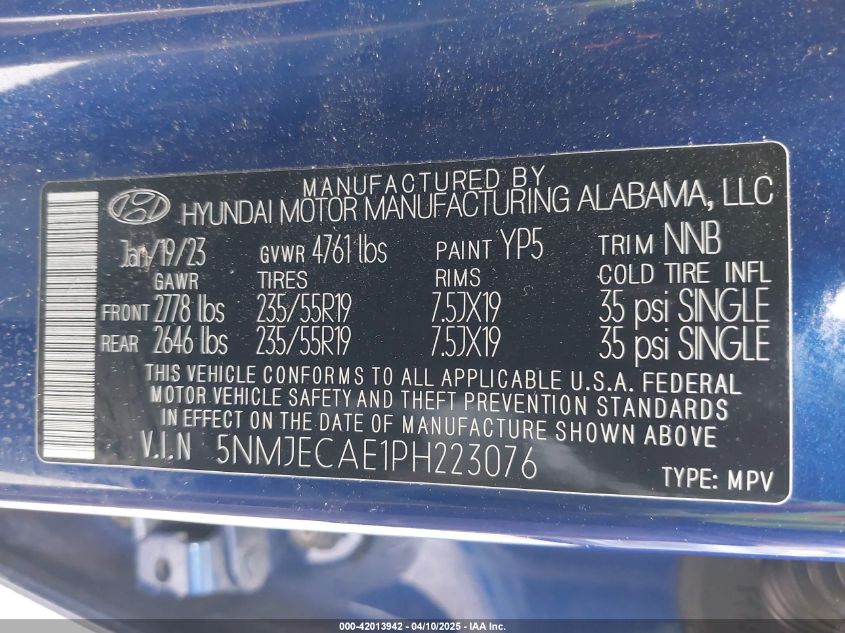 MANUFACTURED BY
HYUNDAI MOTOR MANUFACTURING ALABAMA, LLC
Jan/19/23 GVWR 4761 lbs PAINT YP5 TRIM NNB
GAWR TIRES RIMS COLD TIRE INFL
FRONT 2778 lbs 235/55R19 7.5JX19 35 psi SINGLE
REAR 2646 lbs 235/55R19 7.5JX19 35 psi SINGLE
THIS VEHICLE CONFORMS TO ALL APPLICABLE U.S.A. FEDERAL
MOTOR VEHICLE SAFETY AND THEFT PREVENTION STANDARDS
IN EFFECT ON THE DATE OF MANUFACTURE SHOWN ABOVE
V.I.N 5NMJECAE1PH223076
TYPE: MPV
000-42013942 - 04/10/2025 - IAA Inc.